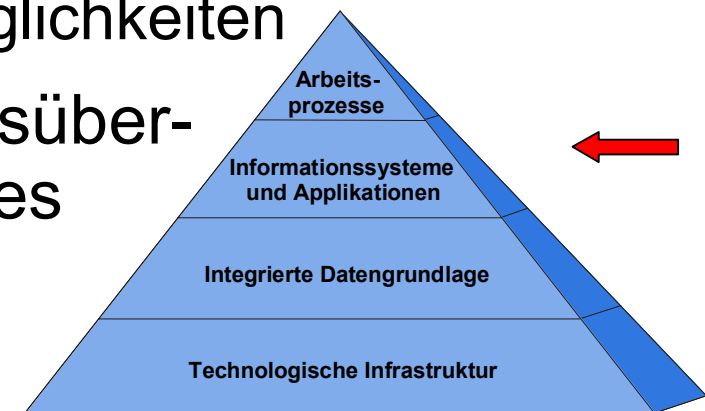 glichkeiten
süber-
es
Arbeits-
prozesse
Informationssysteme
und Applikationen
Integrierte Datengrundlage
Technologische Infrastruktur